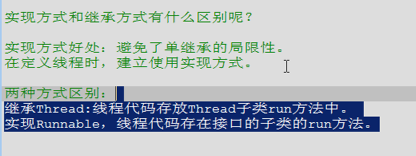 实现方式和继承方式有什么区别呢?
实现方式好处：避免了单继承的局限性。
在定义线程时，建立使用实现方式。
两种方式区别：
继承Thread:线程代码存放Thread子类run方法中。
实现Runnable，线程代码存在接口的子类的run方法。